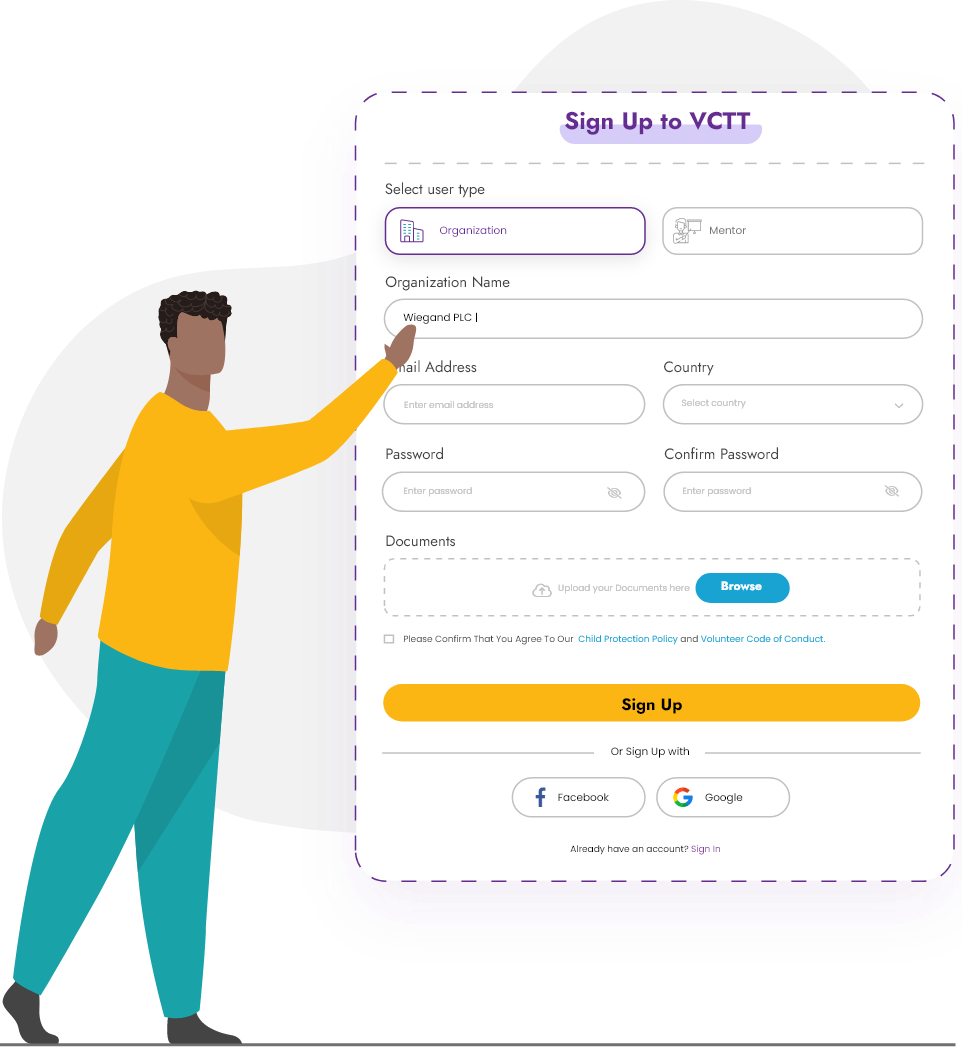 Sign Up to VCTT
Select user type
Organization
Mentor
Organization Name
Wiegand PLC |
mail Address
Country
Enter email address
Select country
Password
Confirm Password
Enter password
Enter password
Documents
Upload your Documents here
Browse
Please Confirm That You Agree To Our Child Protection Policy and Volunteer Code of Conduct.
Sign Up
Or Sign Up with
Facebook
Google
Already have an account? Sign In